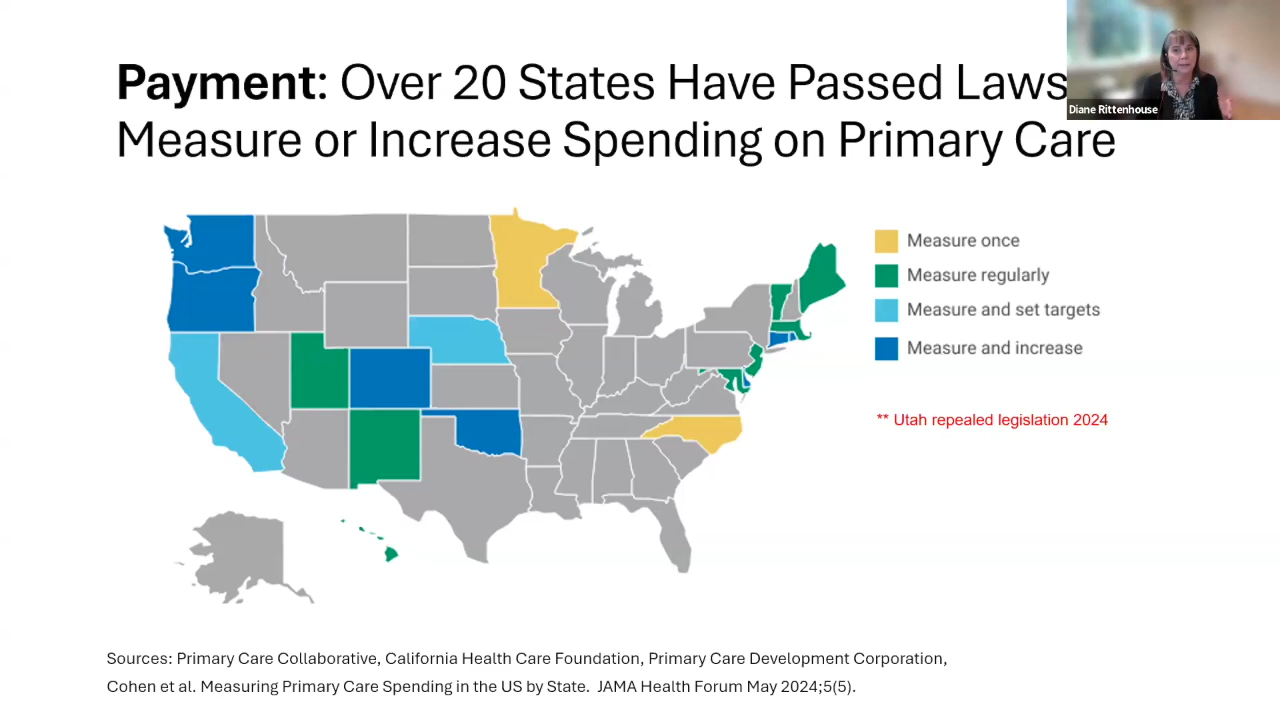 Payment: Over 20 States Have Passed Laws
Measure or Increase Spending on Primary Care
Diane Rittenhouse
Measure once
Measure regularly
Measure and set targets
Measure and increase
** Utah repealed legislation 2024
Sources: Primary Care Collaborative, California Health Care Foundation, Primary Care Development Corporation,
Cohen et al. Measuring Primary Care Spending in the US by State. JAMA Health Forum May 2024;5(5).